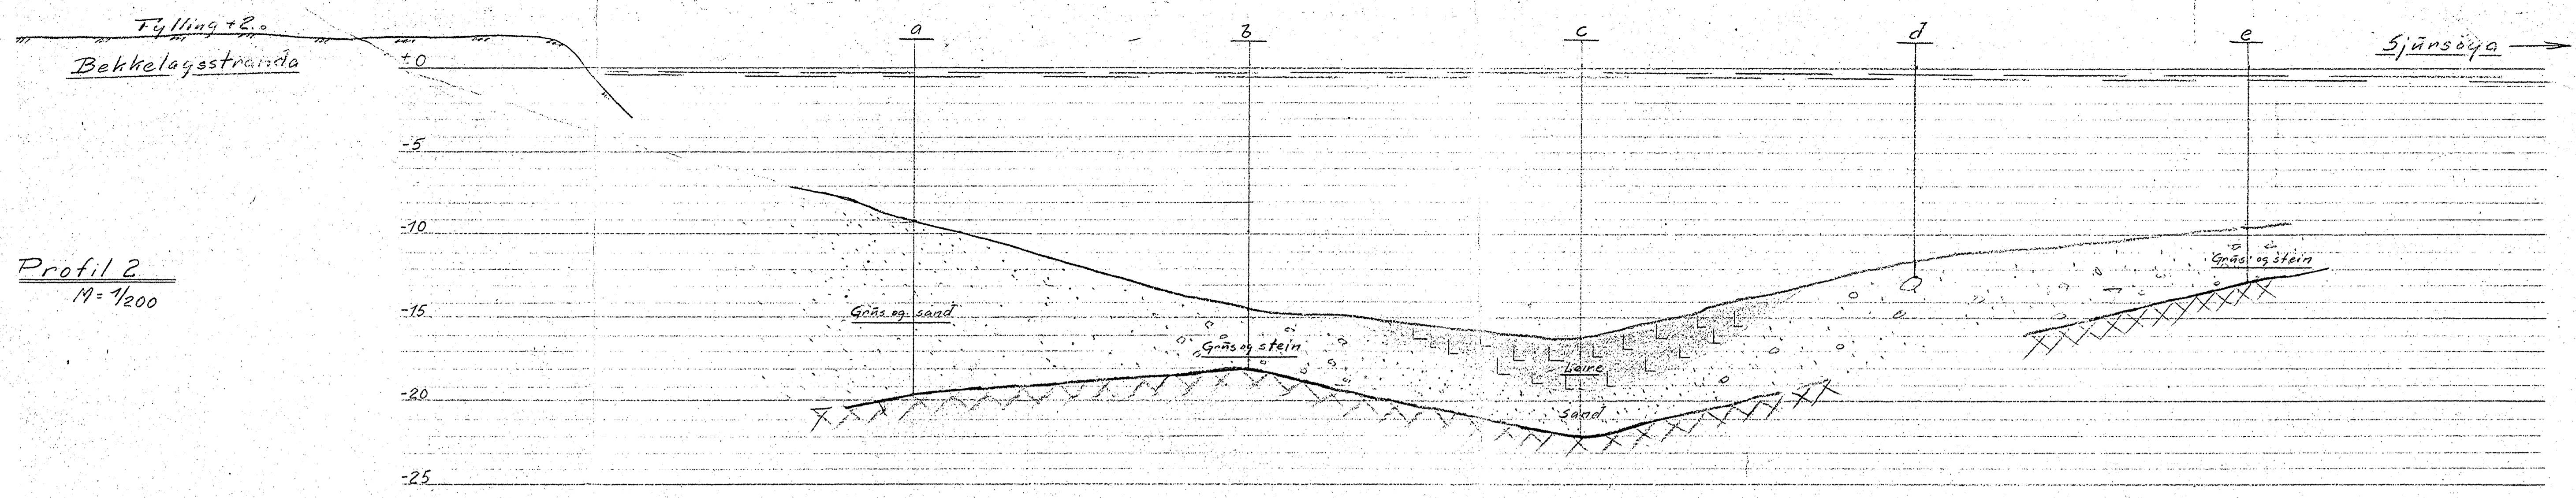 Fylling +2.0
Bekkelagsstranda
a
b
c
d
e
Sjursøya
+0
-5
-10
-15
-20
-25
Profil 2
M = 1/200
Grus og sand
Grus og stein
Leire
Sand
Grus og stein